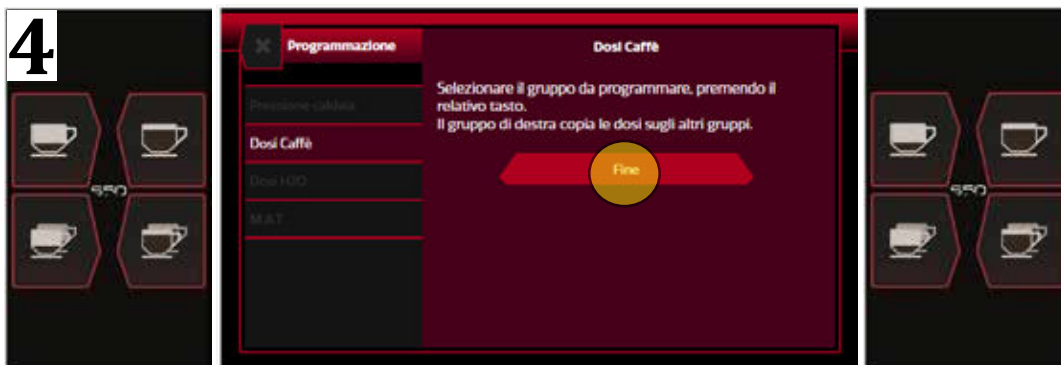 4
Programmazione
Dosi Caffè
Selezionare il gruppo da programmare, premendo il
relativo tasto.
Il gruppo di destra copia le dosi sugli altri gruppi.
Pressione caldaia
Dosi Caffè
Fine
Dosi H2O
M.A.T